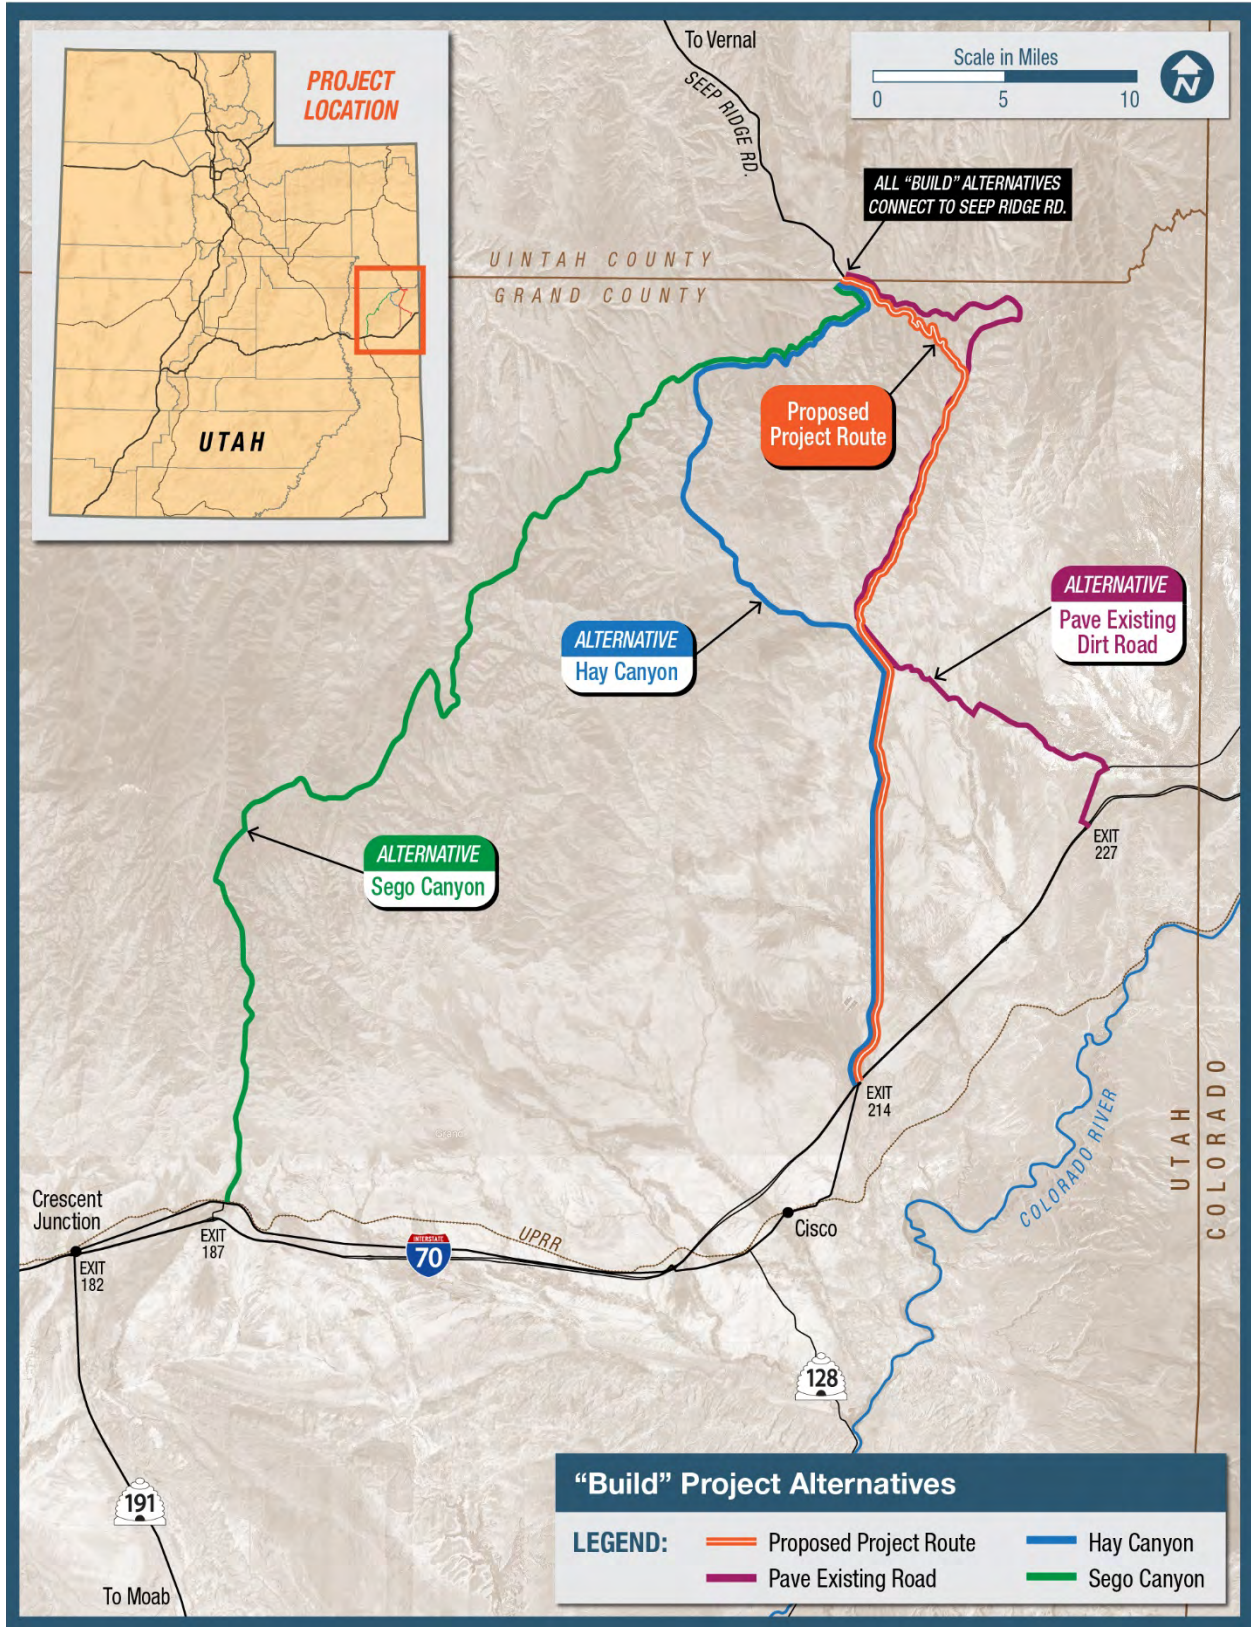 PROJECT
LOCATION
UTAH
To Vernal
SEEP RIDGE RD.
Scale in Miles
0 5 10
N
ALL “BUILD” ALTERNATIVES
CONNECT TO SEEP RIDGE RD.
UINTAH COUNTY
GRAND COUNTY
Proposed
Project Route
ALTERNATIVE
Pave Existing
Dirt Road
ALTERNATIVE
Hay Canyon
ALTERNATIVE
Sego Canyon
EXIT
227
EXIT
214
UTAH
COLORADO
COLORADO RIVER
Grand
Crescent
Junction
EXIT
187
EXIT
182
UPRR
INTERSTATE
70
Cisco
128
191
To Moab
“Build” Project Alternatives
LEGEND:
Proposed Project Route
Hay Canyon
Pave Existing Road
Sego Canyon